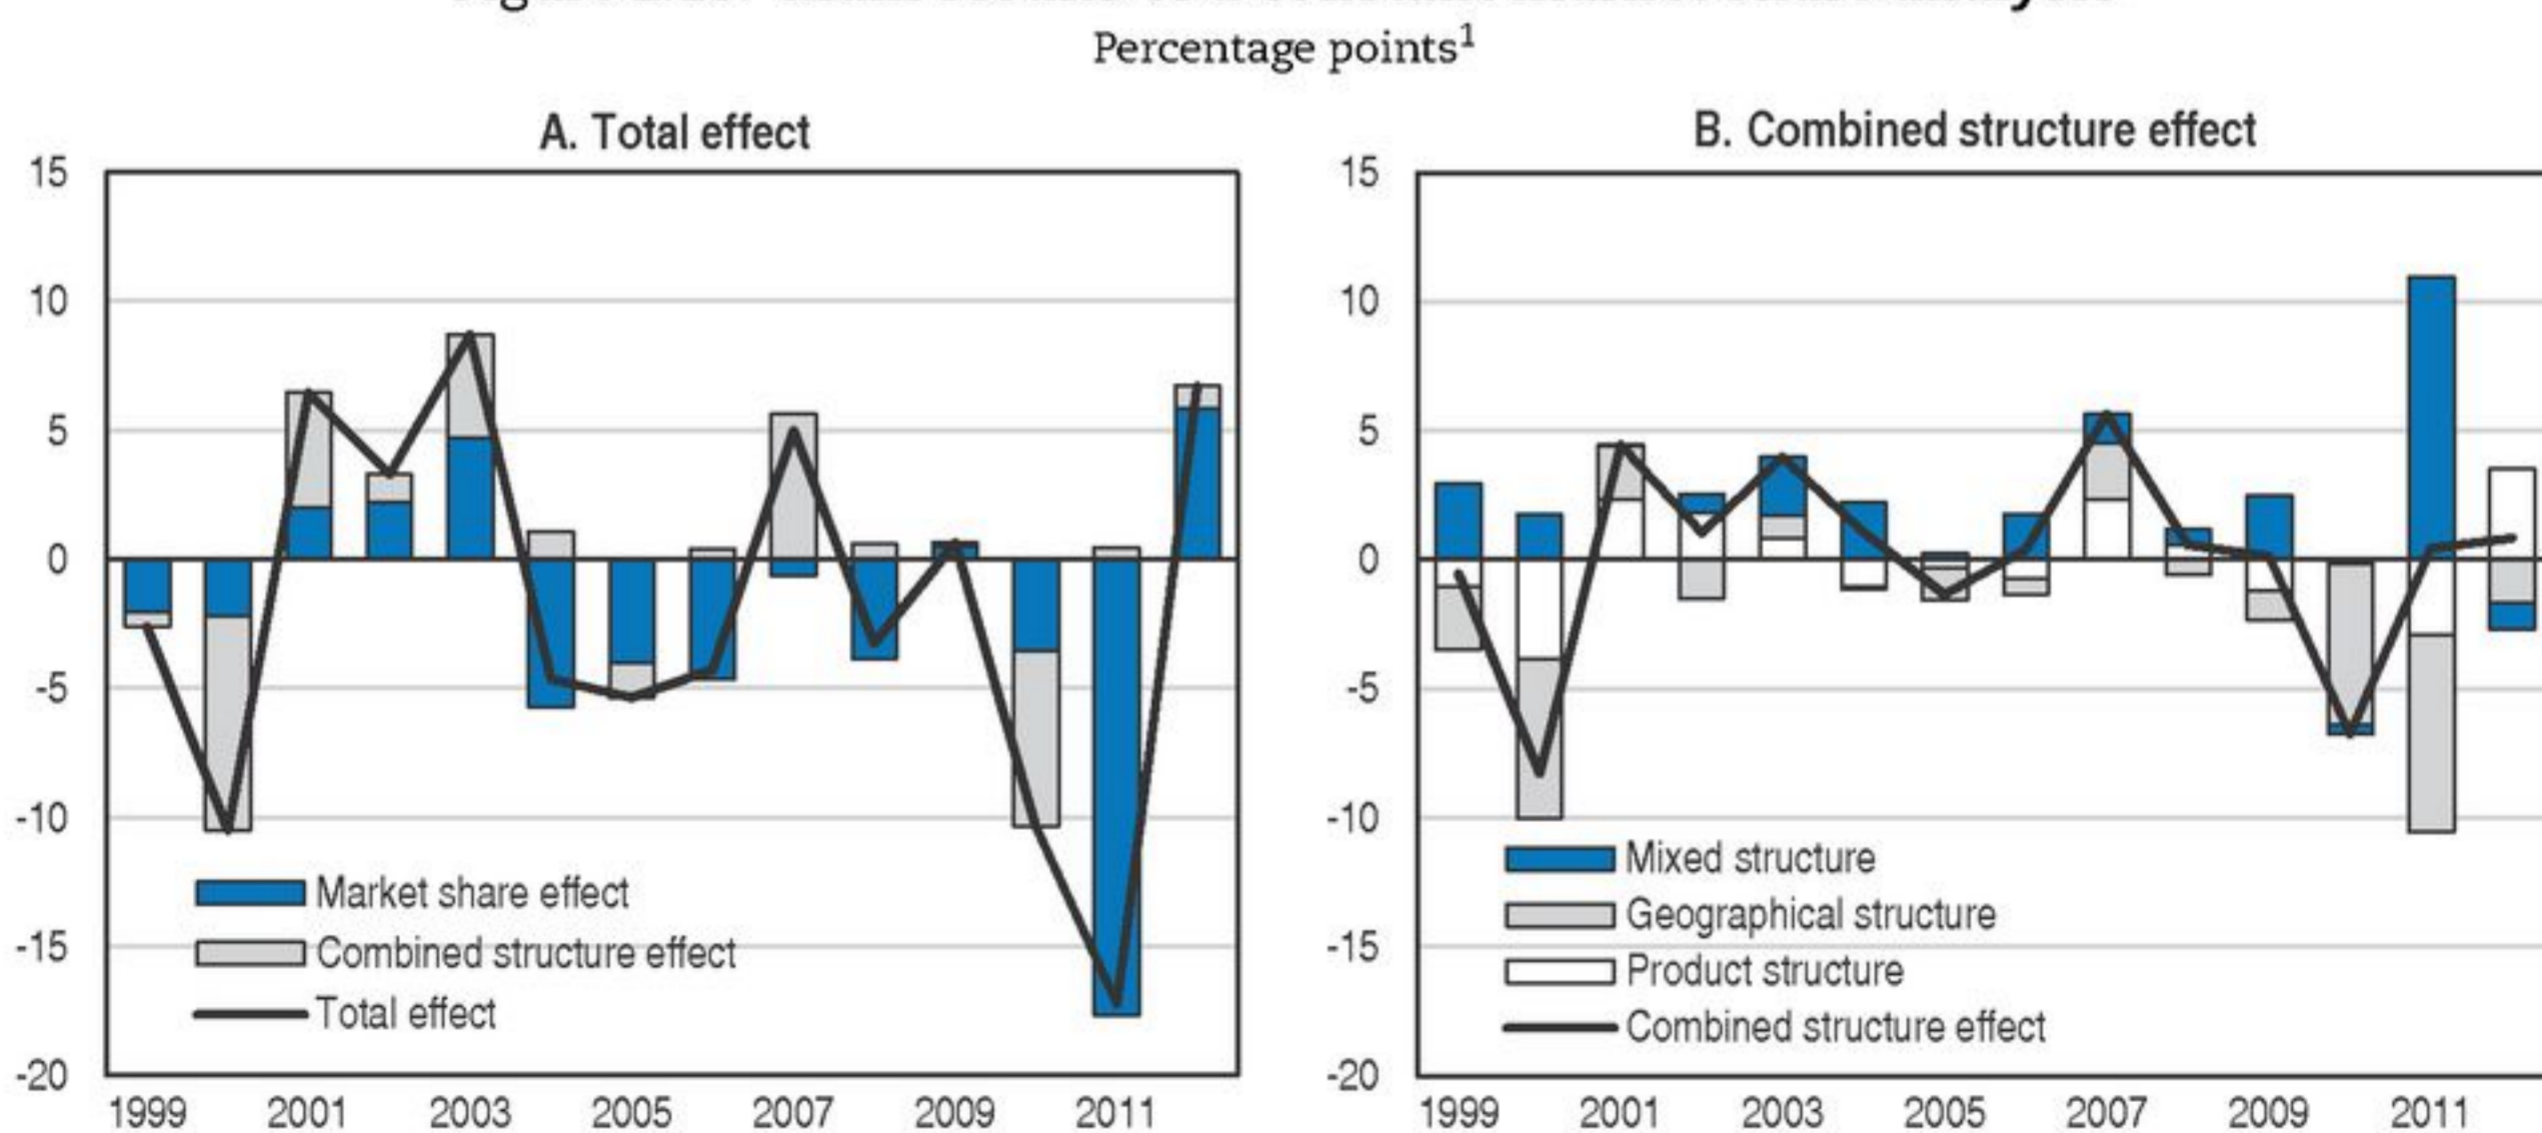 Percentage points¹
A. Total effect
15
10
5
0
-5
-10
-15
-20
Market share effect
Combined structure effect
Total effect
1999 2001 2003 2005 2007 2009 2011
B. Combined structure effect
15
10
5
0
-5
-10
-15
-20
Mixed structure
Geographical structure
Product structure
Combined structure effect
1999 2001 2003 2005 2007 2009 2011